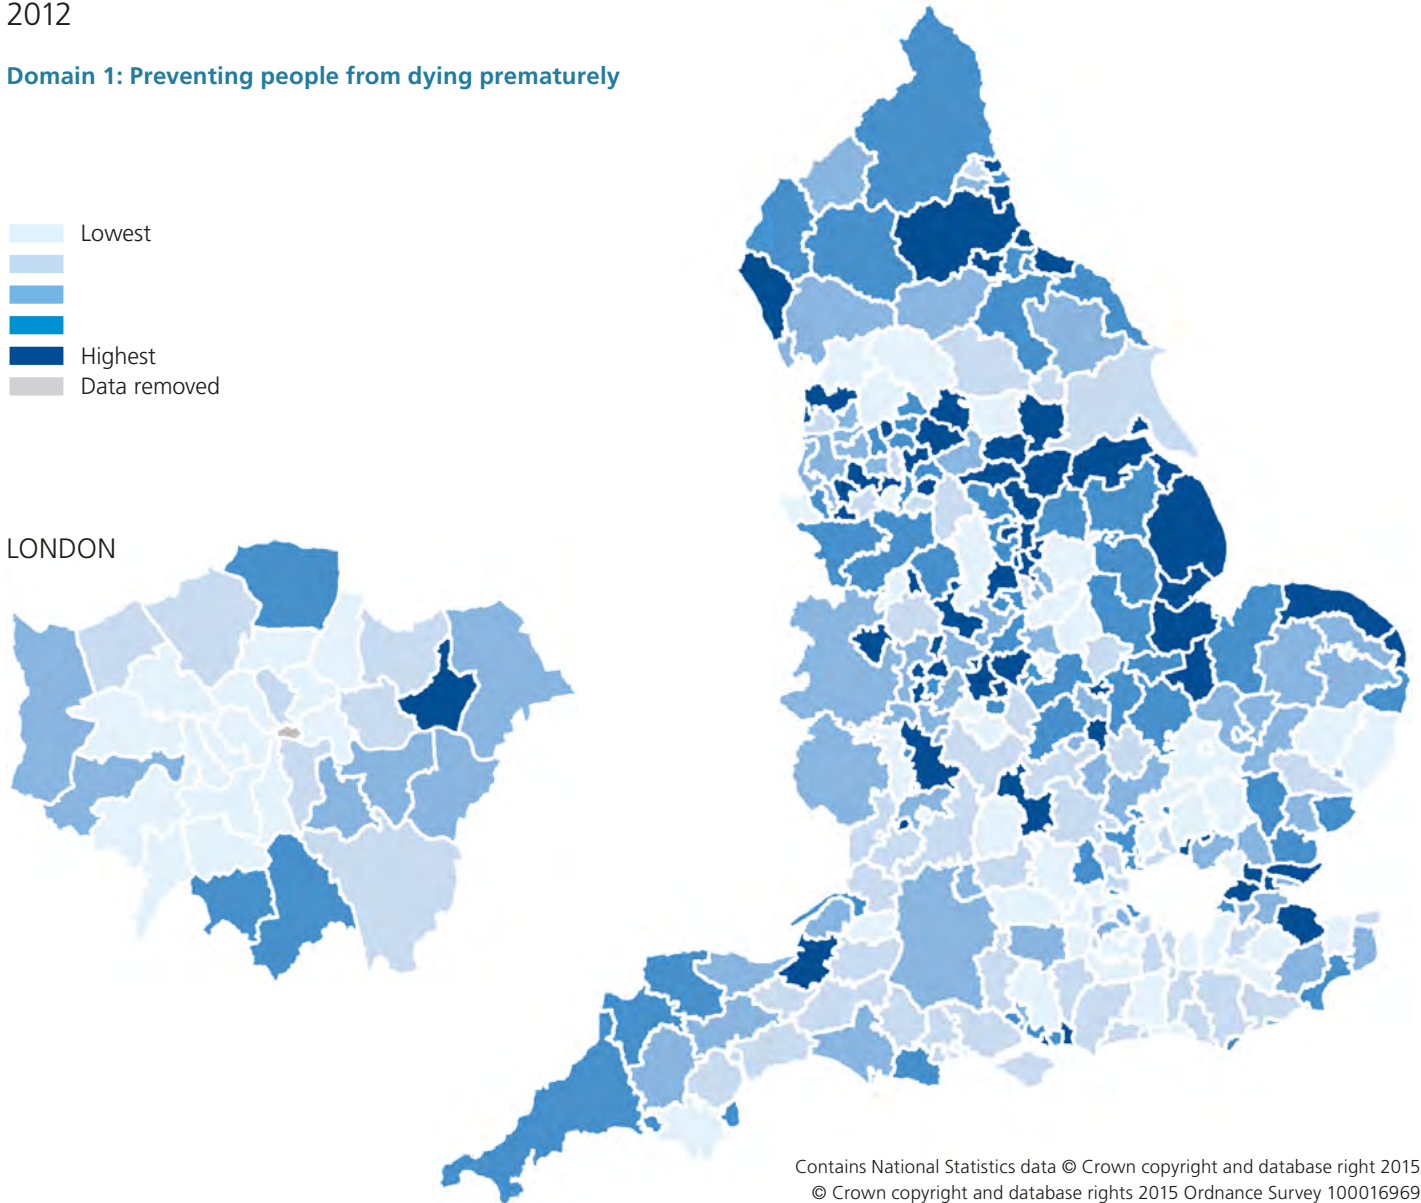 2012
Domain 1: Preventing people from dying prematurely
Lowest
Highest
Data removed
LONDON
Contains National Statistics data © Crown copyright and database right 2015
© Crown copyright and database rights 2015 Ordnance Survey 100016969